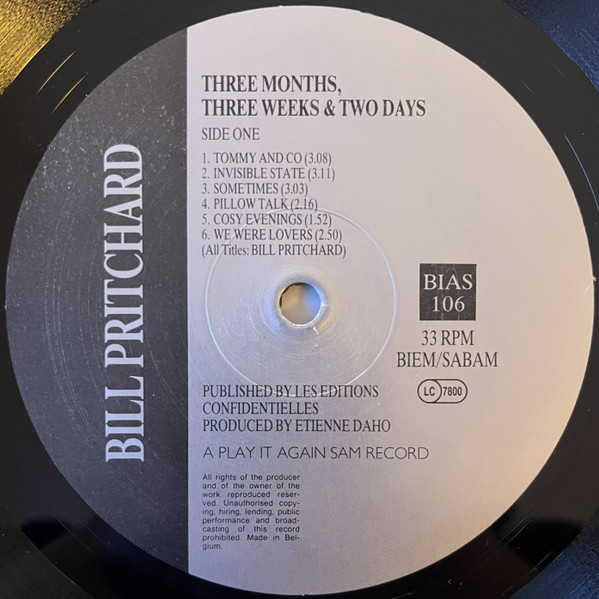 BILL PRITCHARD
THREE MONTHS,
THREE WEEKS & TWO DAYS
SIDE ONE
1. TOMMY AND CO (3.08)
2. INVISIBLE STATE (3.11)
3. SOMETIMES (3.03)
4. PILLOW TALK (2.16)
5. COSY EVENINGS (1.52)
6. WE WERE LOVERS (2.50)
(All Titles: BILL PRITCHARD)
BIAS
106
33 RPM
BIEM/SABAM
LC 7800
PUBLISHED BY LES EDITIONS
CONFIDENTIELLES
PRODUCED BY ETIENNE DAHO
A PLAY IT AGAIN SAM RECORD
All rights of the producer
and of the owner of the
work reproduced reser-
ved. Unauthorised copy-
ing, hiring, lending, public
performance and broad-
casting of this record
prohibited. Made in Bel-
gium.